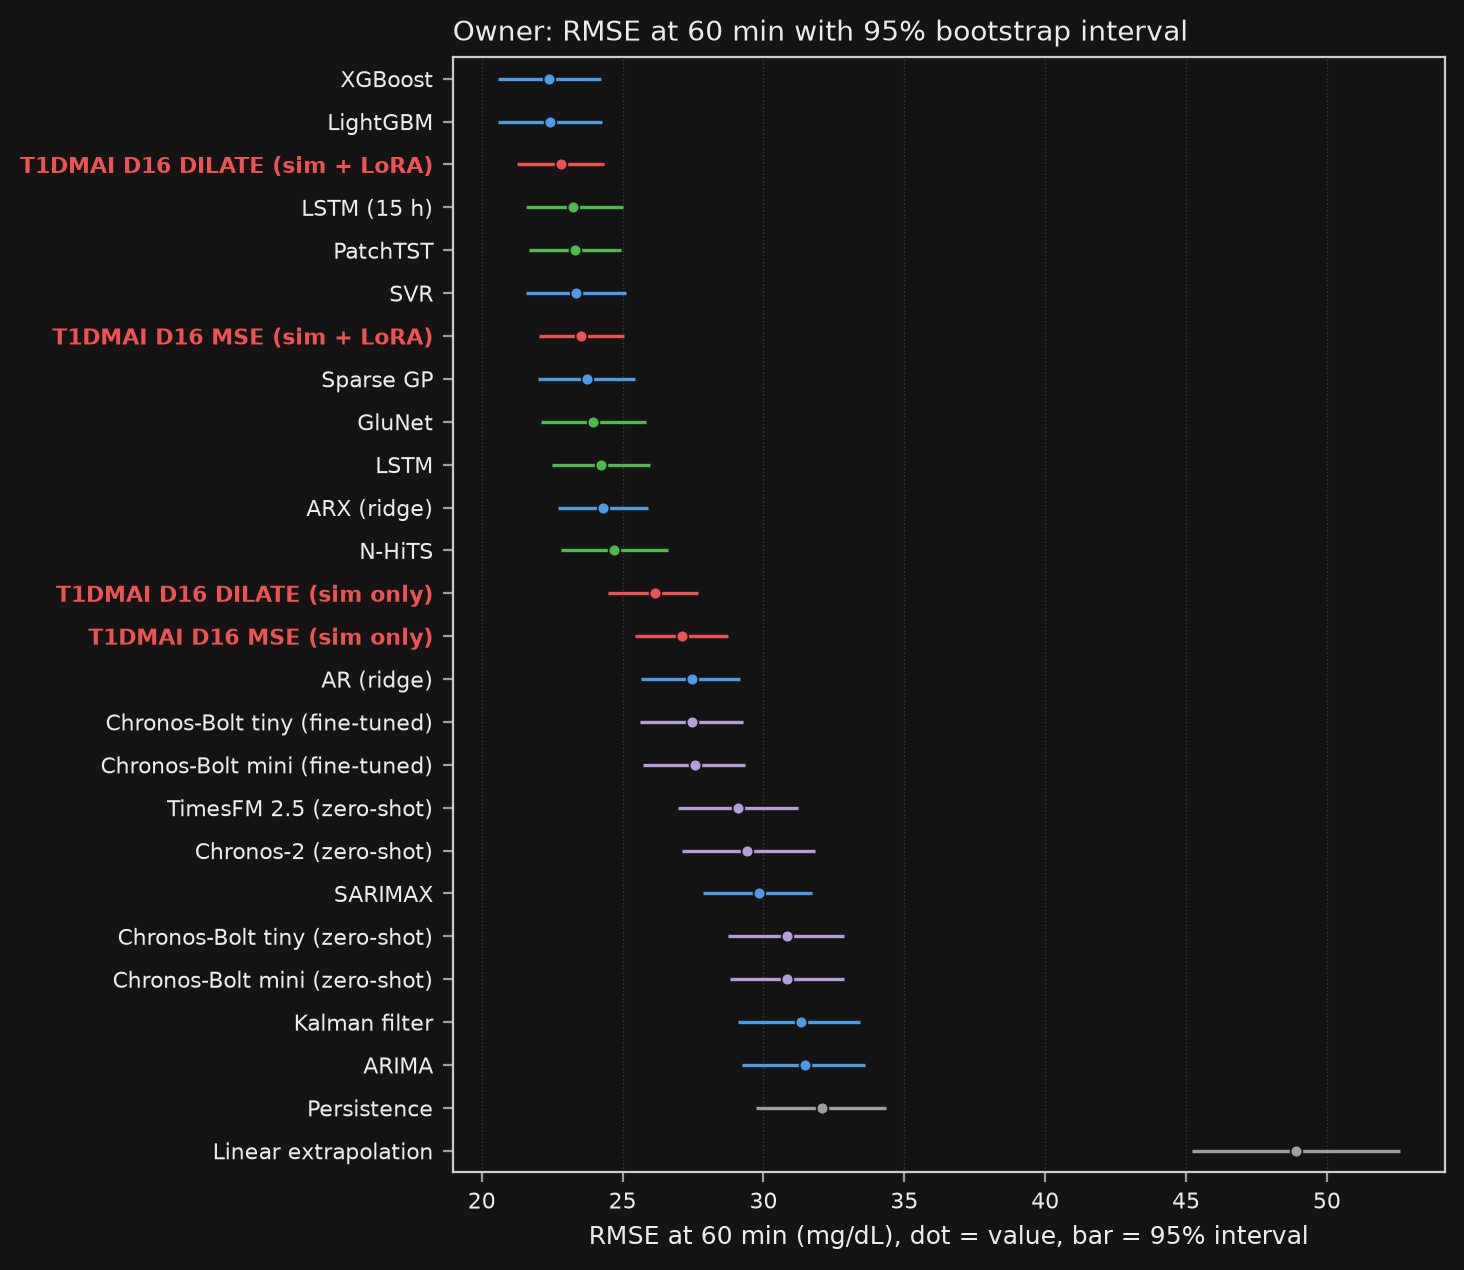 Owner: RMSE at 60 min with 95% bootstrap interval
XGBoost
LightGBM
T1DMAI D16 DILATE (sim + LoRA)
LSTM (15 h)
PatchTST
SVR
T1DMAI D16 MSE (sim + LoRA)
Sparse GP
GluNet
LSTM
ARX (ridge)
N-HiTS
T1DMAI D16 DILATE (sim only)
T1DMAI D16 MSE (sim only)
AR (ridge)
Chronos-Bolt tiny (fine-tuned)
Chronos-Bolt mini (fine-tuned)
TimesFM 2.5 (zero-shot)
Chronos-2 (zero-shot)
SARIMAX
Chronos-Bolt tiny (zero-shot)
Chronos-Bolt mini (zero-shot)
Kalman filter
ARIMA
Persistence
Linear extrapolation
20 25 30 35 40 45 50
RMSE at 60 min (mg/dL), dot = value, bar = 95% interval